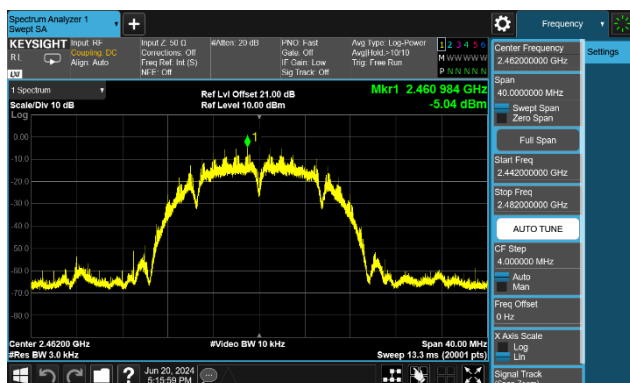 Spectrum Analyzer 1
Swept SA
Frequency
KEYSIGHT
Input: RF
Coupling: DC
Align: Auto
Input Z: 50 Ω
Corrections: Off
Freq Ref: Int (S)
NFE: Off
#Atten: 20 dB
PNO: Fast
Gate: Off
IF Gain: Low
Sig Track: Off
Avg Type: Log-Power
Avg|Hold:>10/10
Trig: Free Run
1 2 3 4 5 6
M W W W W W
P N N N N N
R L
LXI
Settings
Center Frequency
2.462000000 GHz
Span
40.0000000 MHz
Swept Span
Zero Span
Full Span
Start Freq
2.442000000 GHz
Stop Freq
2.482000000 GHz
AUTO TUNE
CF Step
4.000000 MHz
Auto
Man
Freq Offset
0 Hz
X Axis Scale
Log
Lin
Signal Track
1 Spectrum
Scale/Div 10 dB
Log
Ref Lvl Offset 21.00 dB
Ref Level 10.00 dBm
Mkr1 2.460 984 GHz
-5.04 dBm
1
0.00
-10.0
-20.0
-30.0
-40.0
-50.0
-60.0
-70.0
-80.0
Center 2.46200 GHz
#Res BW 3.0 kHz
#Video BW 10 kHz
Span 40.00 MHz
Sweep 13.3 ms (20001 pts)
?
Jun 20, 2024
5:15:59 PM